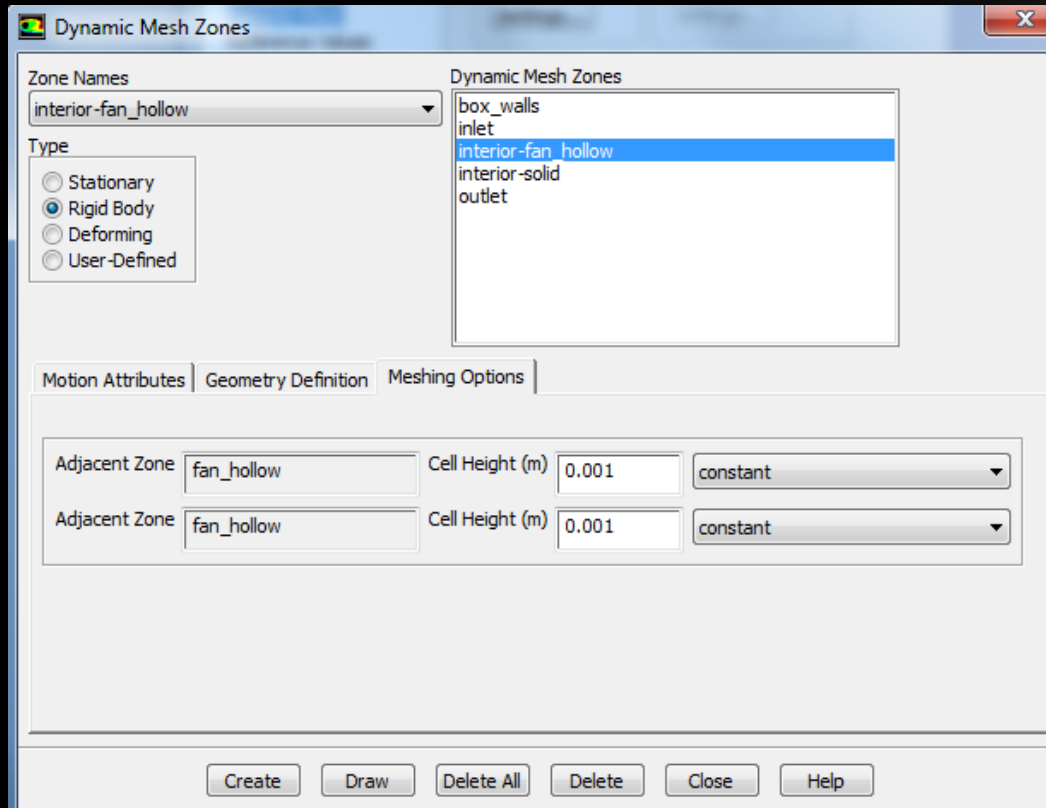 Dynamic Mesh Zones
Zone Names
interior-fan_hollow
Type
Stationary
Rigid Body
Deforming
User-Defined
Dynamic Mesh Zones
box_walls
inlet
interior-fan_hollow
interior-solid
outlet
Motion Attributes Geometry Definition Meshing Options
Adjacent Zone fan_hollow Cell Height (m) 0.001 constant
Adjacent Zone fan_hollow Cell Height (m) 0.001 constant
Create Draw Delete All Delete Close Help